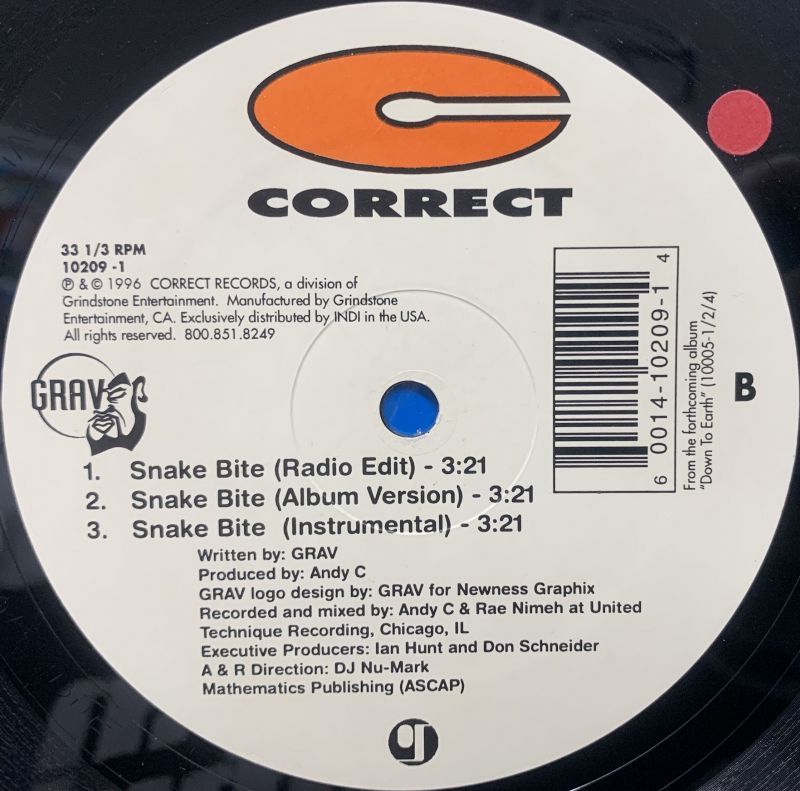 CORRECT
33 1/3 RPM
10209 -1
℗ & © 1996 CORRECT RECORDS, a division of
Grindstone Entertainment. Manufactured by Grindstone
Entertainment, CA. Exclusively distributed by INDI in the USA.
All rights reserved. 800.851.8249
GRAV
6 0014-10209-1 4
From the forthcoming album
"Down To Earth" (10005-1/2/4)
B
1. Snake Bite (Radio Edit) - 3:21
2. Snake Bite (Album Version) - 3:21
3. Snake Bite (Instrumental) - 3:21
Written by: GRAV
Produced by: Andy C
GRAV logo design by: GRAV for Newness Graphix
Recorded and mixed by: Andy C & Rae Nimeh at United
Technique Recording, Chicago, IL
Executive Producers: Ian Hunt and Don Schneider
A & R Direction: DJ Nu-Mark
Mathematics Publishing (ASCAP)